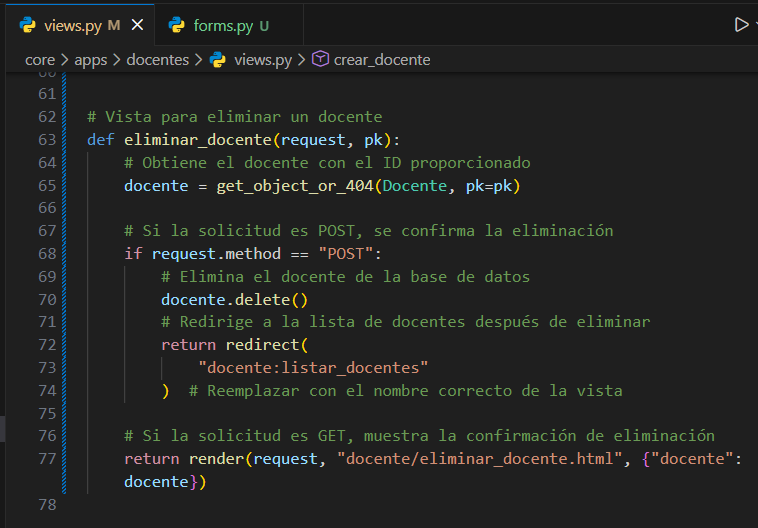 views.py M
forms.py U
core > apps > docentes > views.py > crear_docente
60
61
62 # Vista para eliminar un docente
63 def eliminar_docente(request, pk):
64 # Obtiene el docente con el ID proporcionado
65 docente = get_object_or_404(Docente, pk=pk)
66
67 # Si la solicitud es POST, se confirma la eliminación
68 if request.method == "POST":
69 # Elimina el docente de la base de datos
70 docente.delete()
71 # Redirige a la lista de docentes después de eliminar
72 return redirect(
73 "docente:listar_docentes"
74 ) # Reemplazar con el nombre correcto de la vista
75
76 # Si la solicitud es GET, muestra la confirmación de eliminación
77 return render(request, "docente/eliminar_docente.html", {"docente":
docente})
78